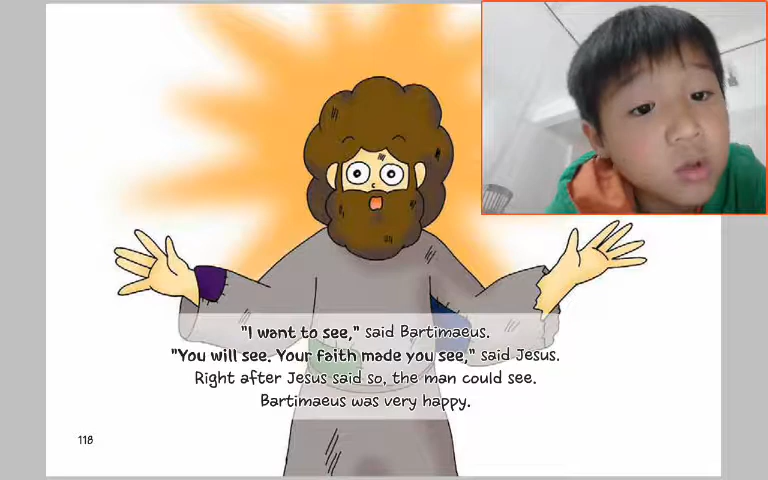 "I want to see," said Bartimaeus.
"You will see. Your faith made you see," said Jesus.
Right after Jesus said so, the man could see.
Bartimaeus was very happy.
118